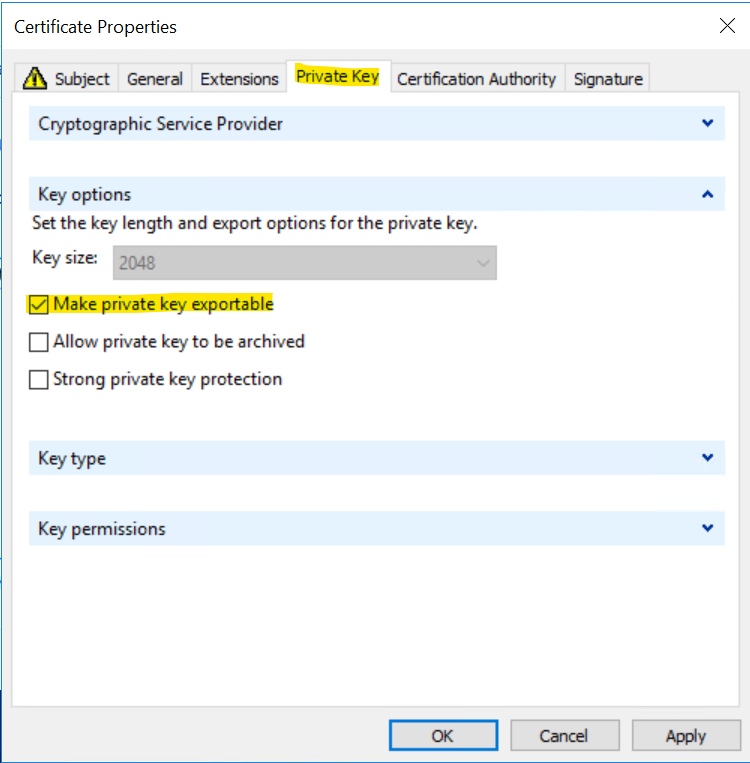 Certificate Properties
Subject General Extensions Private Key Certification Authority Signature
Cryptographic Service Provider
Key options
Set the key length and export options for the private key.
Key size: 2048
Make private key exportable
Allow private key to be archived
Strong private key protection
Key type
Key permissions
OK Cancel Apply